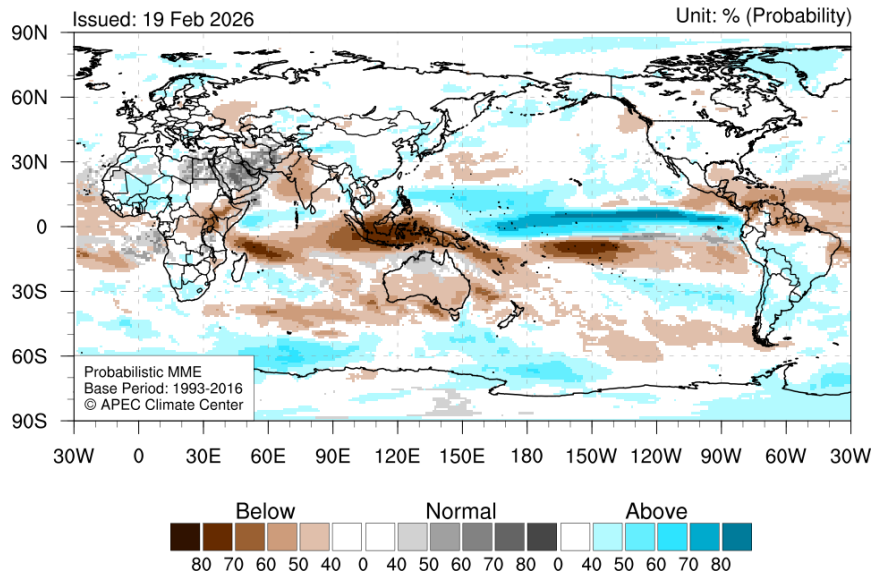 Issued: 19 Feb 2026
Unit: % (Probability)
90N
60N
30N
0
30S
60S
90S
Probabilistic MME
Base Period: 1993-2016
© APEC Climate Center
30W 0 30E 60E 90E 120E 150E 180 150W 120W 90W 60W 30W
Below Normal Above
80 70 60 50 40 0 40 50 60 70 80 0 40 50 60 70 80